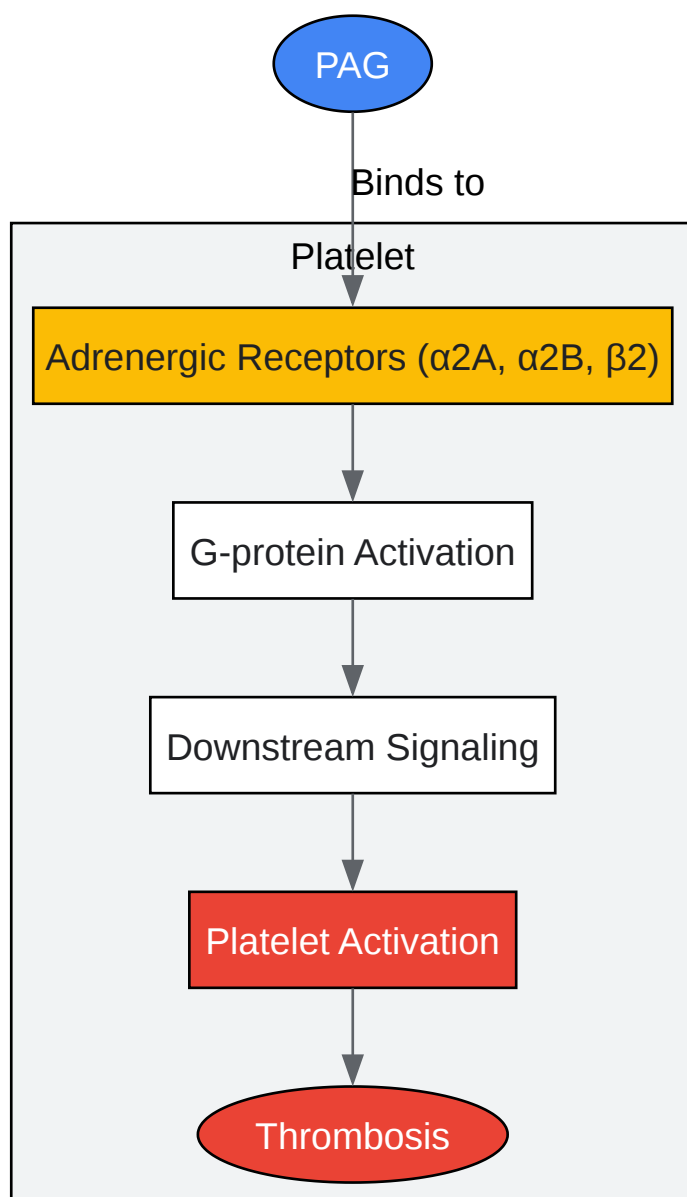 PAG
Binds to
Platelet
Adrenergic Receptors (α2A, α2B, β2)
G-protein Activation
Downstream Signaling
Platelet Activation
Thrombosis